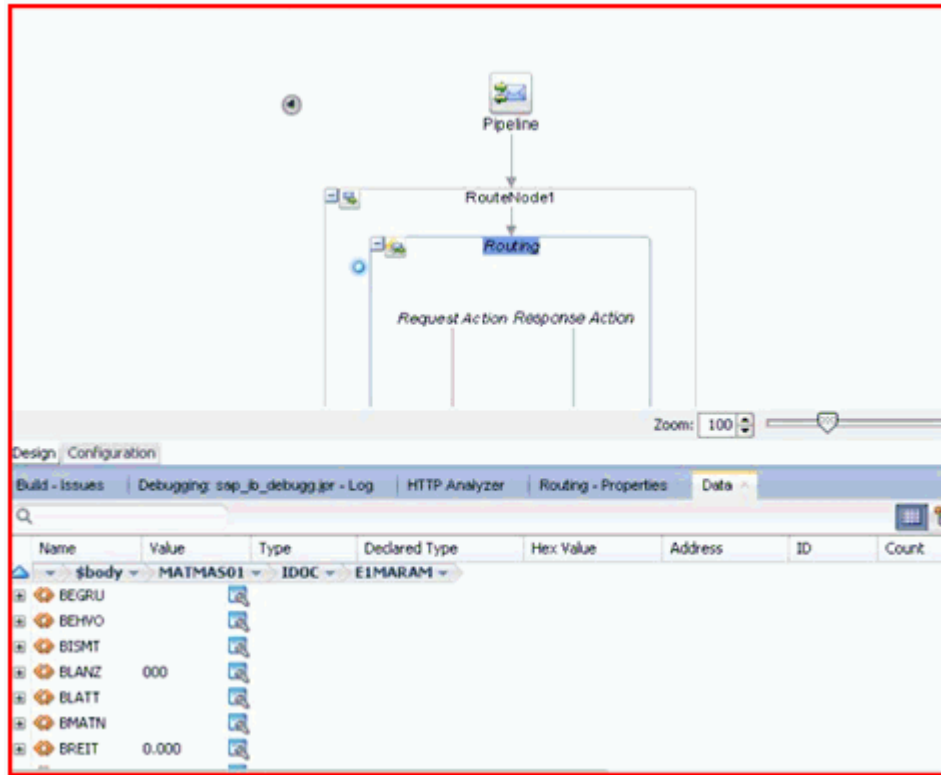 Pipeline
RouteNode1
Routing
Request Action Response Action
Zoom: 100
Design Configuration
Build - Issues Debugging: sap_ib_debugg.jpr - Log HTTP Analyzer Routing - Properties Data
Name Value Type Declared Type Hex Value Address ID Count
$body MATMAS01 IDOC E1MARAM
BEGRU
BEHVO
BISMT
BLANZ 000
BLATT
BMATN
BREIT 0.000